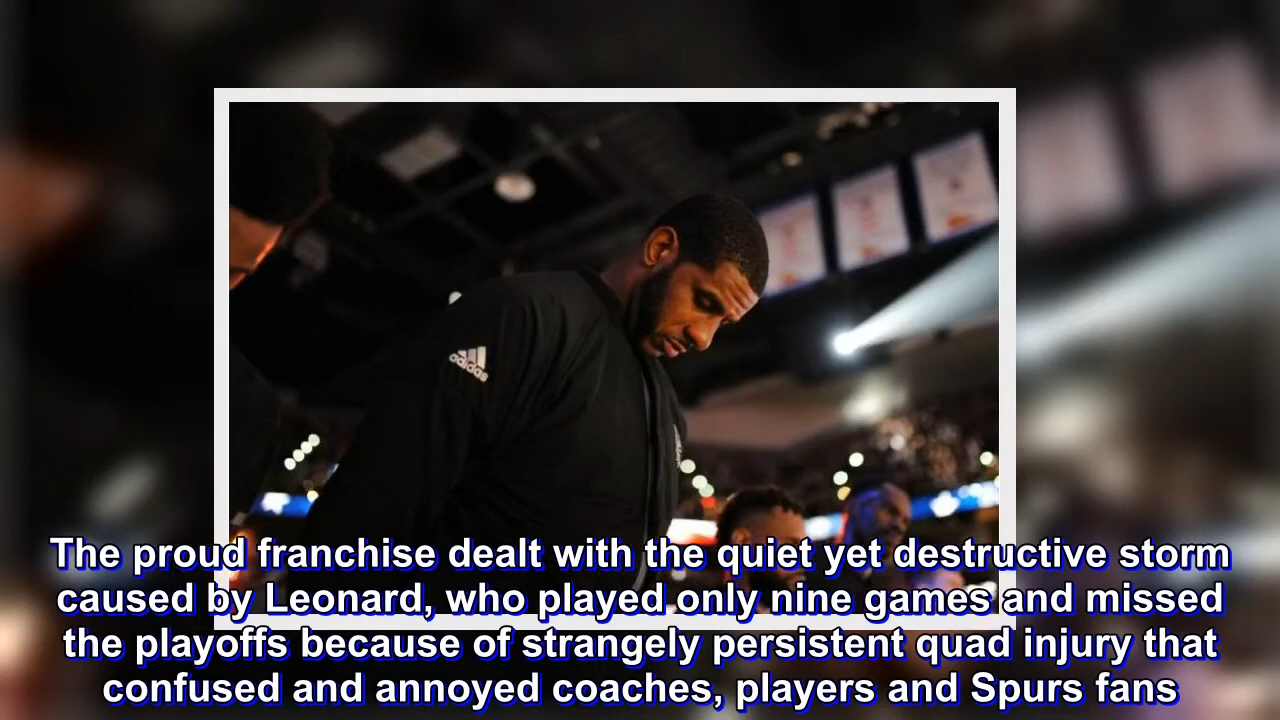 adidas
The proud franchise dealt with the quiet yet destructive storm
caused by Leonard, who played only nine games and missed
the playoffs because of strangely persistent quad injury that
confused and annoyed coaches, players and Spurs fans